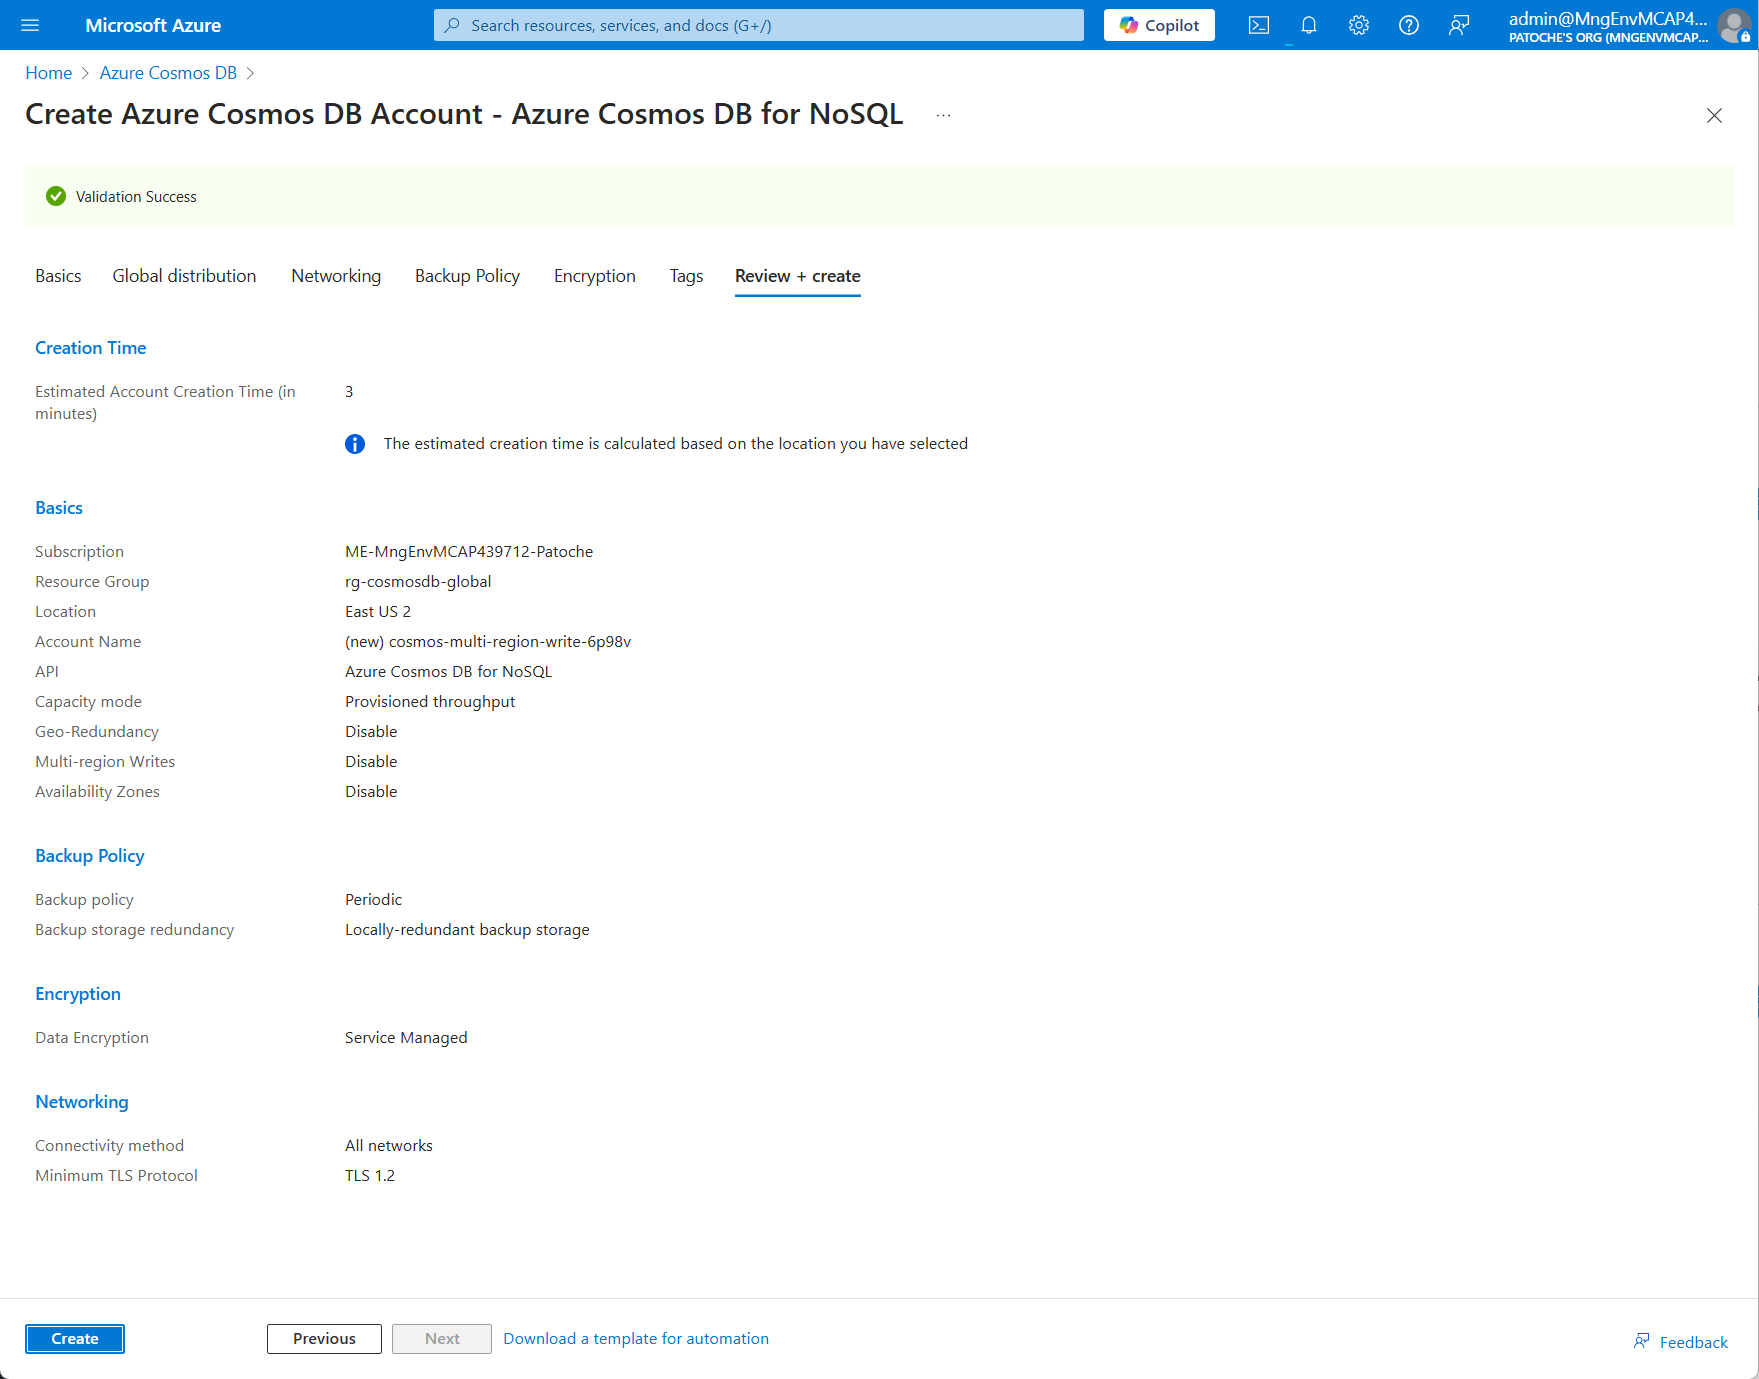 Microsoft Azure
Search resources, services, and docs (G+/)
Copilot
admin@MngEnvMCAP4...
PATOCHE'S ORG (MNGENVMCAP...
Home > Azure Cosmos DB >
Create Azure Cosmos DB Account - Azure Cosmos DB for NoSQL ...
Validation Success
Basics Global distribution Networking Backup Policy Encryption Tags Review + create
Creation Time
Estimated Account Creation Time (in
minutes)
3
The estimated creation time is calculated based on the location you have selected
Basics
Subscription ME-MngEnvMCAP439712-Patoche
Resource Group rg-cosmosdb-global
Location East US 2
Account Name (new) cosmos-multi-region-write-6p98v
API Azure Cosmos DB for NoSQL
Capacity mode Provisioned throughput
Geo-Redundancy Disable
Multi-region Writes Disable
Availability Zones Disable
Backup Policy
Backup policy Periodic
Backup storage redundancy Locally-redundant backup storage
Encryption
Data Encryption Service Managed
Networking
Connectivity method All networks
Minimum TLS Protocol TLS 1.2
Create Previous Next Download a template for automation
Feedback